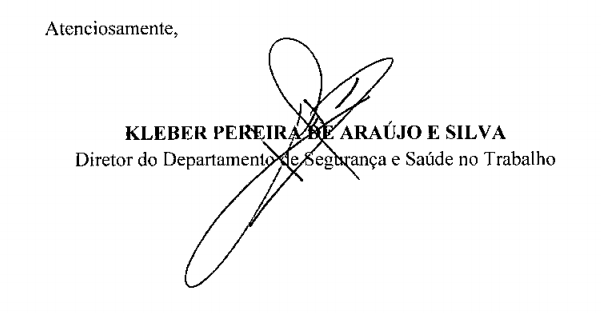 Atenciosamente,
KLEBER PEREIRA DE ARAÚJO E SILVA
Diretor do Departamento de Segurança e Saúde no Trabalho